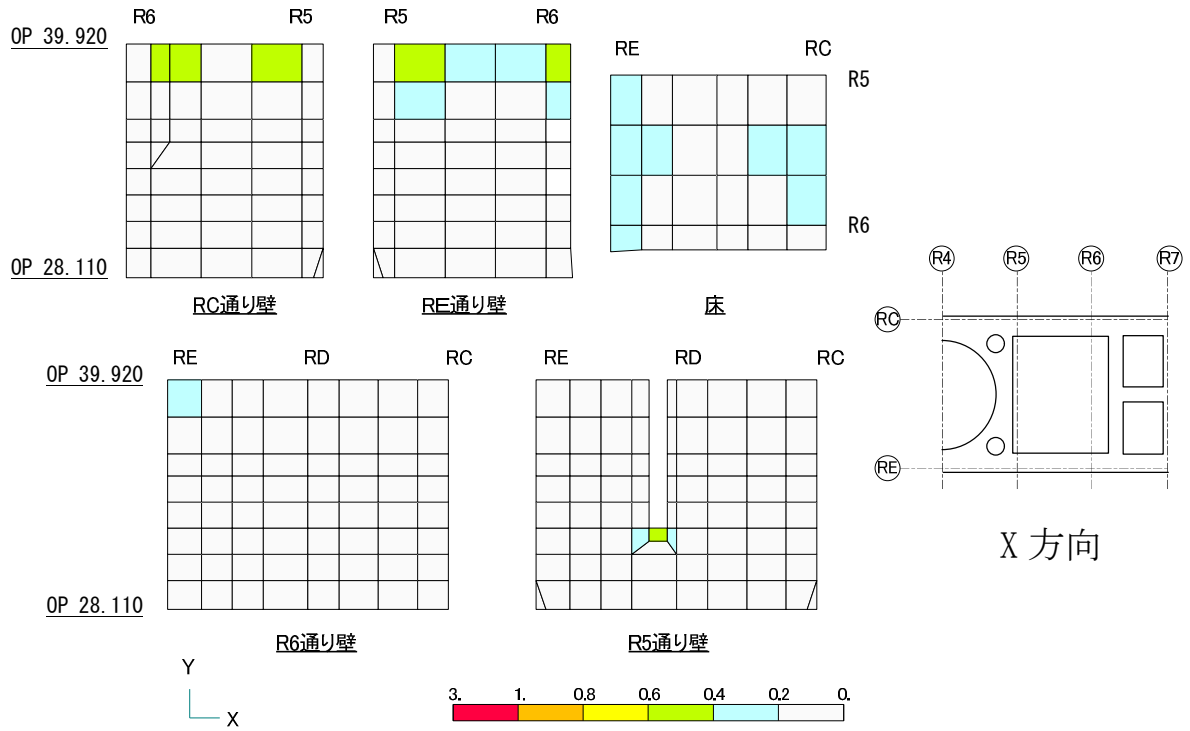 R6 R5 R5 R6
OP 39.920
RE RC
R5
R6
OP 28.110
RC通り壁 RE通り壁 床
R4 R5 R6 R7
RC
RE
X 方向
RE RD RC RE RD RC
OP 39.920
OP 28.110
R6通り壁 R5通り壁
Y
X
3. 1. 0.8 0.6 0.4 0.2 0.